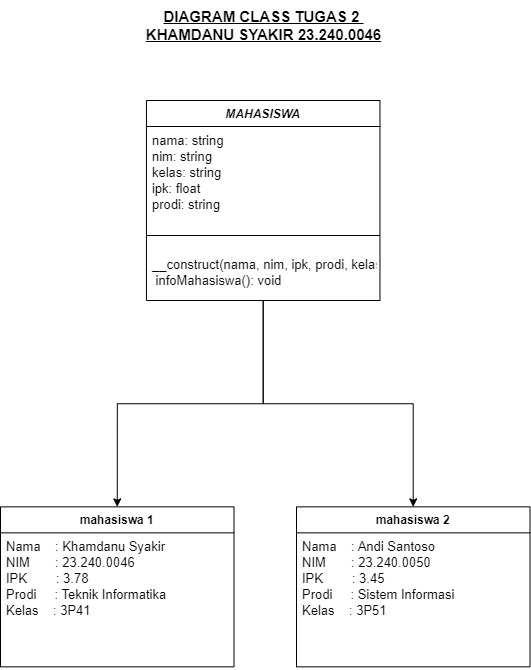 DIAGRAM CLASS TUGAS 2
KHAMDANU SYAKIR 23.240.0046
MAHASISWA
nama: string
nim: string
kelas: string
ipk: float
prodi: string
__construct(nama, nim, ipk, prodi, kela
infoMahasiswa(): void
mahasiswa 1
Nama : Khamdanu Syakir
NIM : 23.240.0046
IPK : 3.78
Prodi : Teknik Informatika
Kelas : 3P41
mahasiswa 2
Nama : Andi Santoso
NIM : 23.240.0050
IPK : 3.45
Prodi : Sistem Informasi
Kelas : 3P51